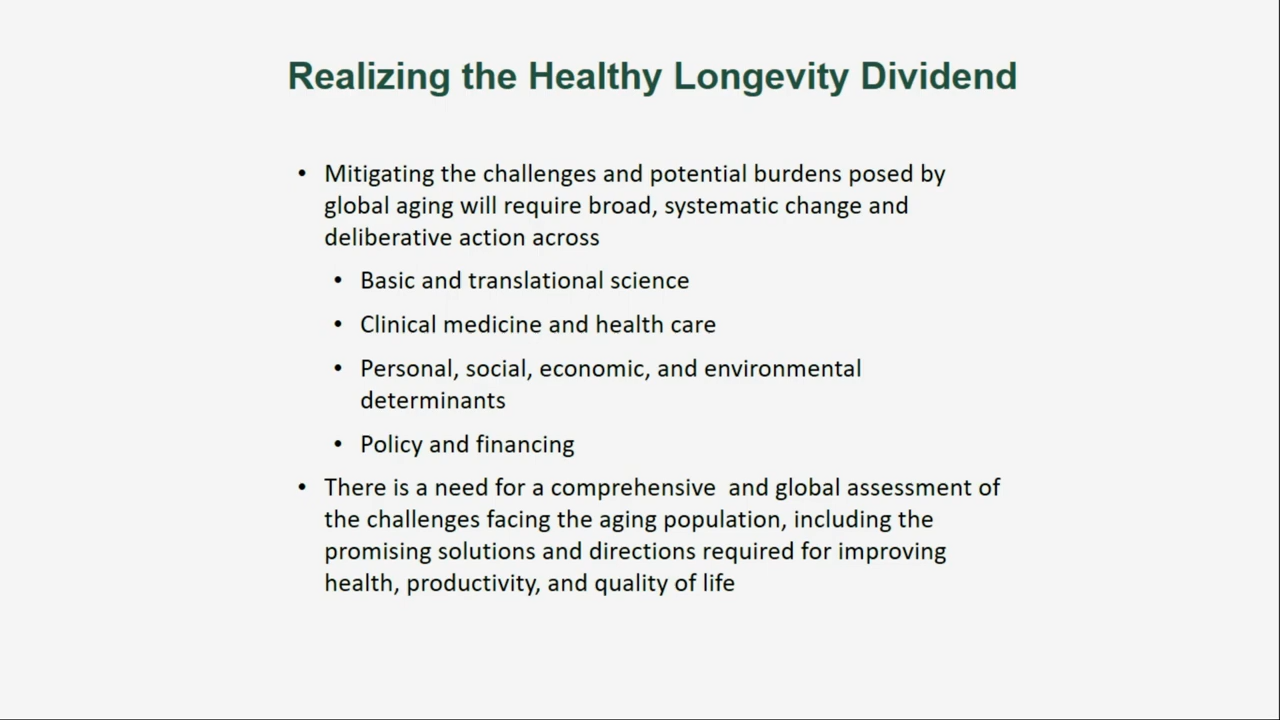 Realizing the Healthy Longevity Dividend
• Mitigating the challenges and potential burdens posed by
global aging will require broad, systematic change and
deliberative action across
• Basic and translational science
• Clinical medicine and health care
• Personal, social, economic, and environmental
determinants
• Policy and financing
• There is a need for a comprehensive  and global assessment of
the challenges facing the aging population, including the
promising solutions and directions required for improving
health, productivity, and quality of life